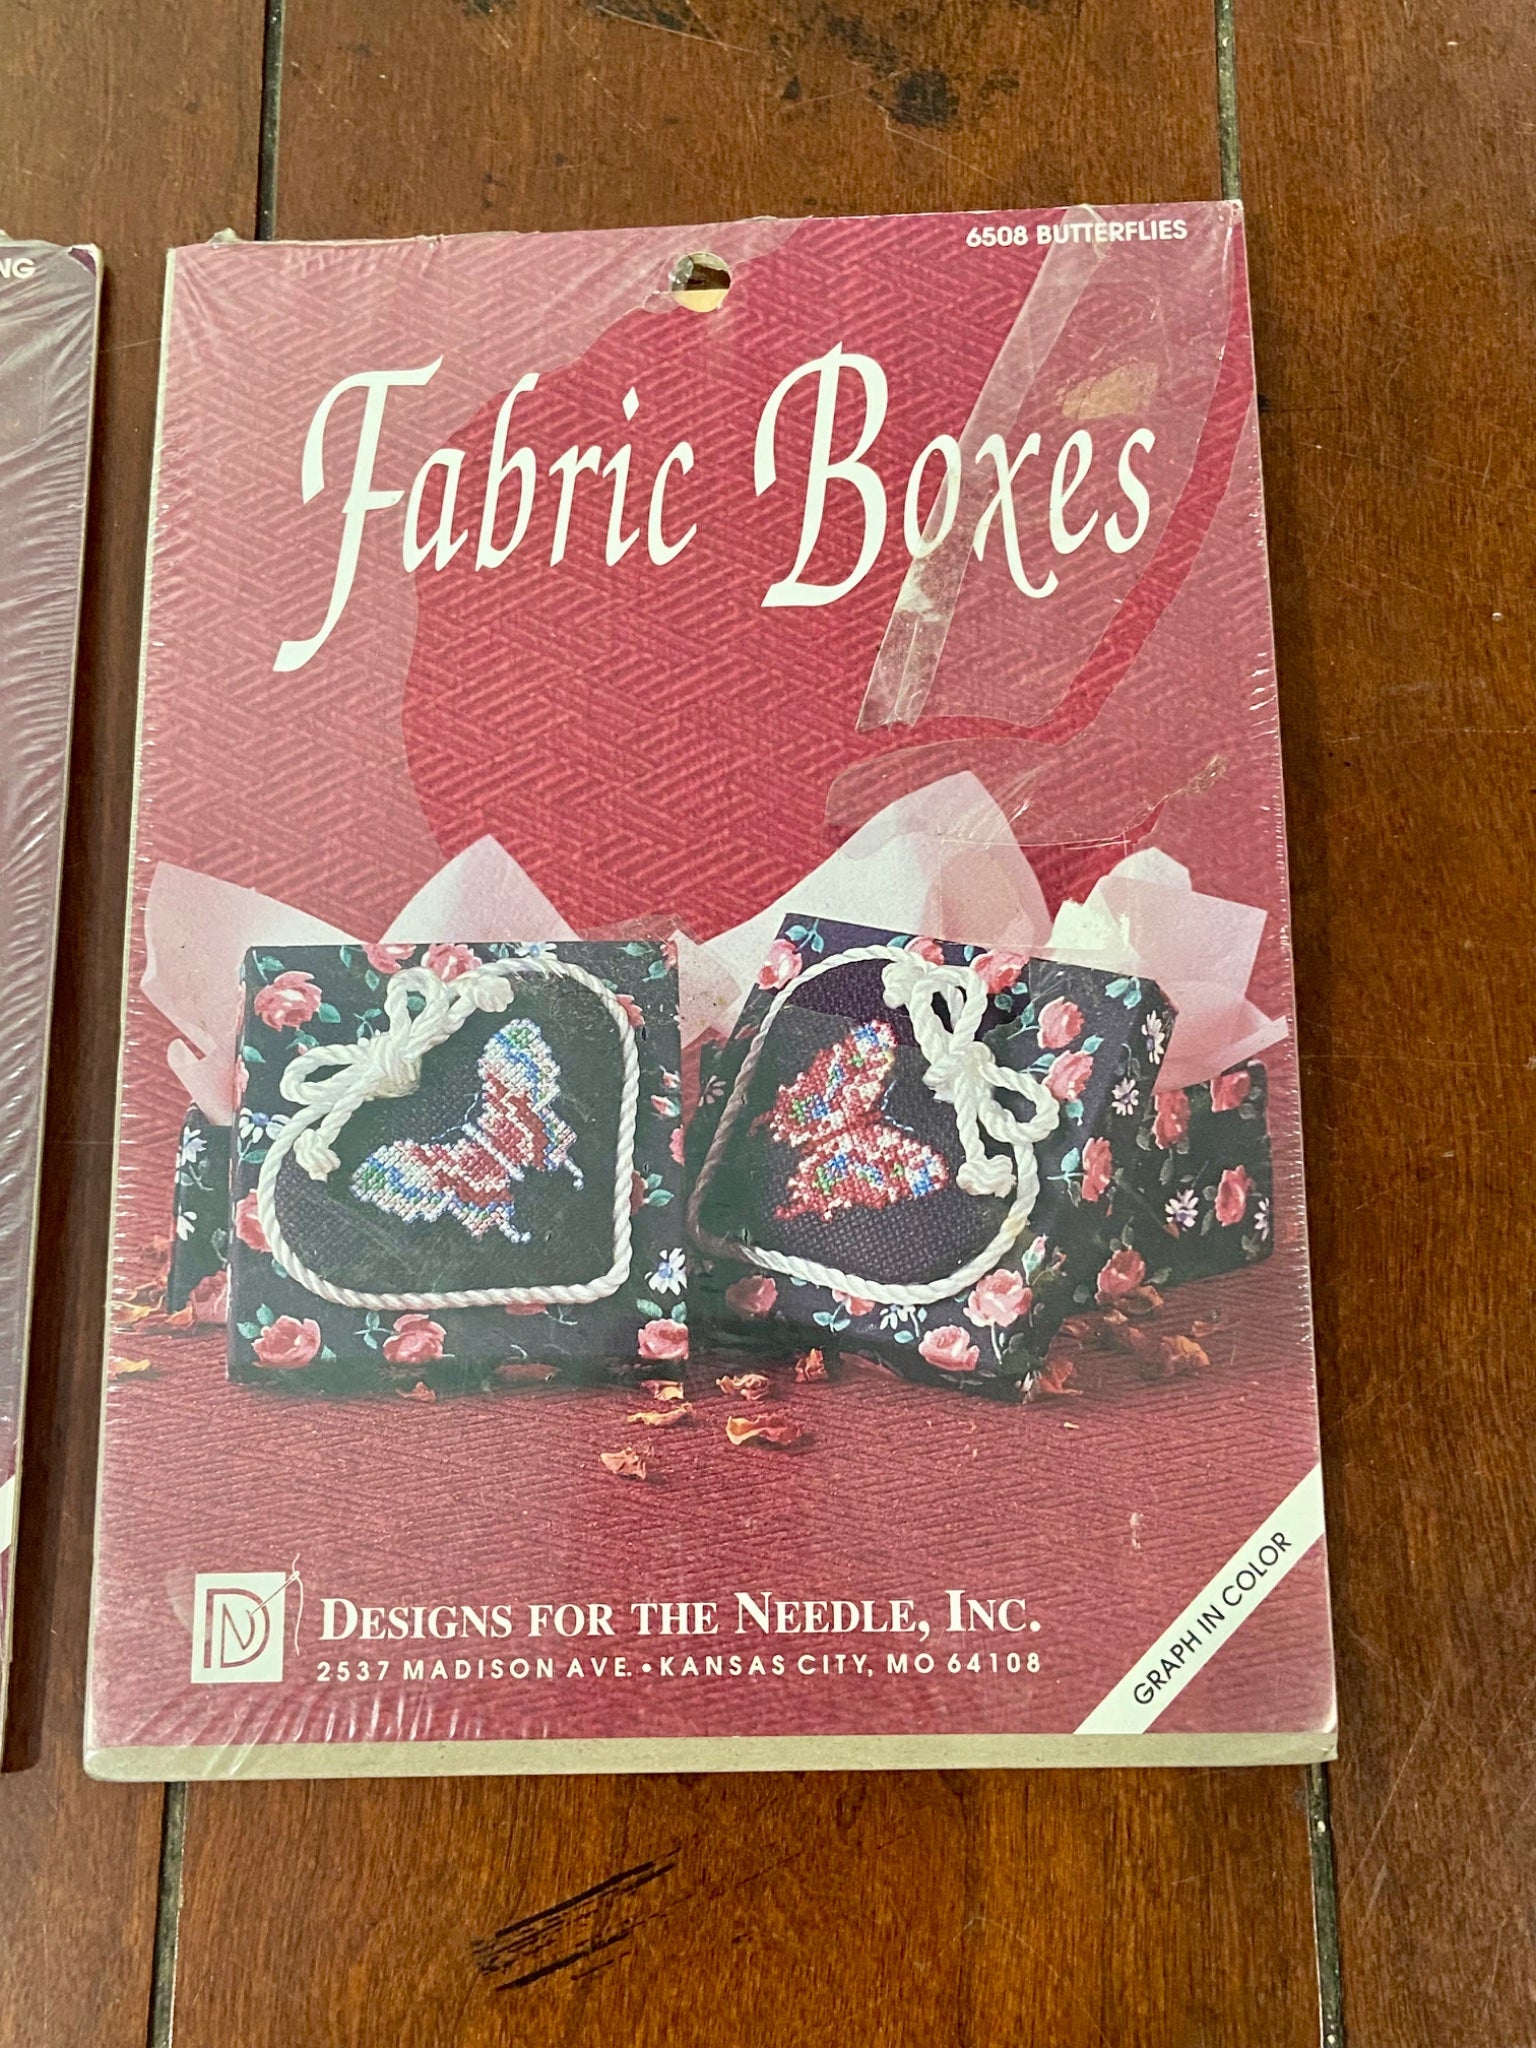 NG
6508 BUTTERFLIES
Fabric Boxes
DESIGNS FOR THE NEEDLE, INC.
2537 MADISON AVE. • KANSAS CITY, MO 64108
GRAPH IN COLOR